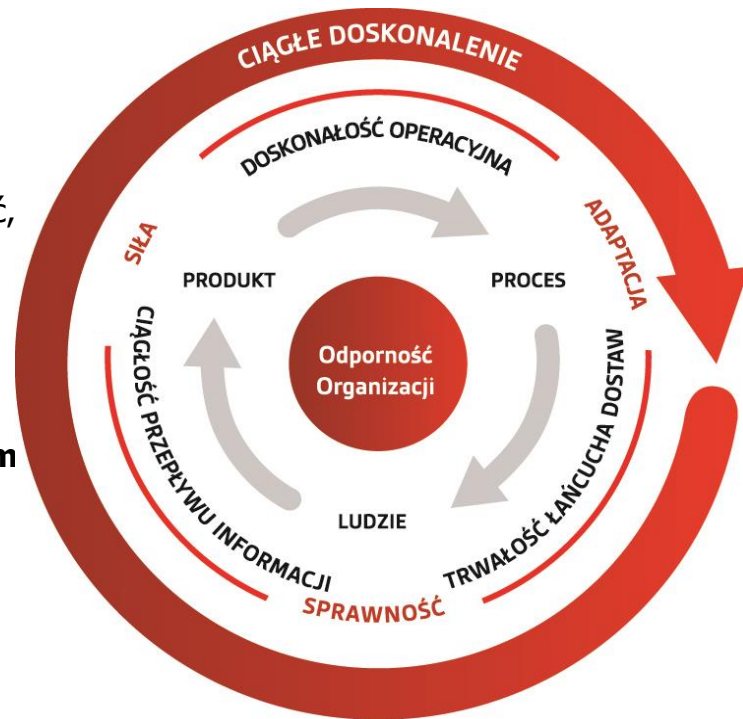 CIĄGŁE DOSKONALENIE
DOSKONAŁOŚĆ OPERACYJNA
SIŁA
ADAPTACJA
PRODUKT
PROCES
CIĄGŁOŚĆ PRZEPŁYWU INFORMACJI
Odporność
Organizacji
TRWAŁOŚĆ ŁAŃCUCHA DOSTAW
LUDZIE
SPRAWNOŚĆ